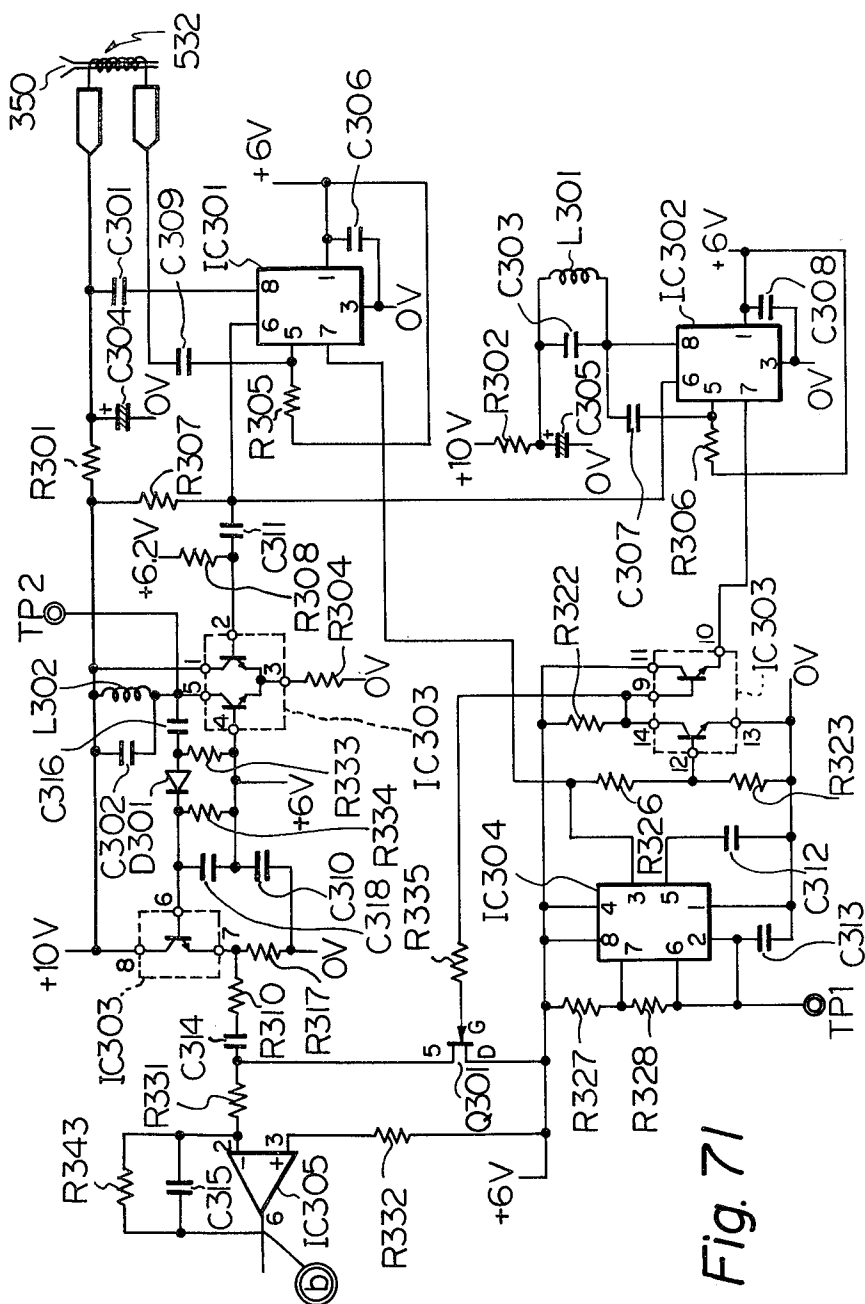 350
532
C301
C304
0V
C309
IC301
+6V
C306
8
6
5
7
1
3
0V
R305
R301
R307
C311
+6.2V
R308
R304
0V
TP2
L302
C316
C302
D301
1
2
5
4
3
IC303
R333
+6V
R334
C310
C318
+10V
8
6
7
IC303
0V
R317
R310
C314
R331
R343
C315
2
-
+
3
6
IC305
b
R332
+6V
R335
5
G
D
Q301
C303
L301
R302
+10V
C305
0V
C307
IC302
+6V
8
6
5
7
1
3
C308
0V
R306
R322
11
10
9
14
12
13
IC303
0V
R323
R326
IC304
4
8
3
5
7
6
1
2
C312
C313
R327
R328
TP1
Fig. 71